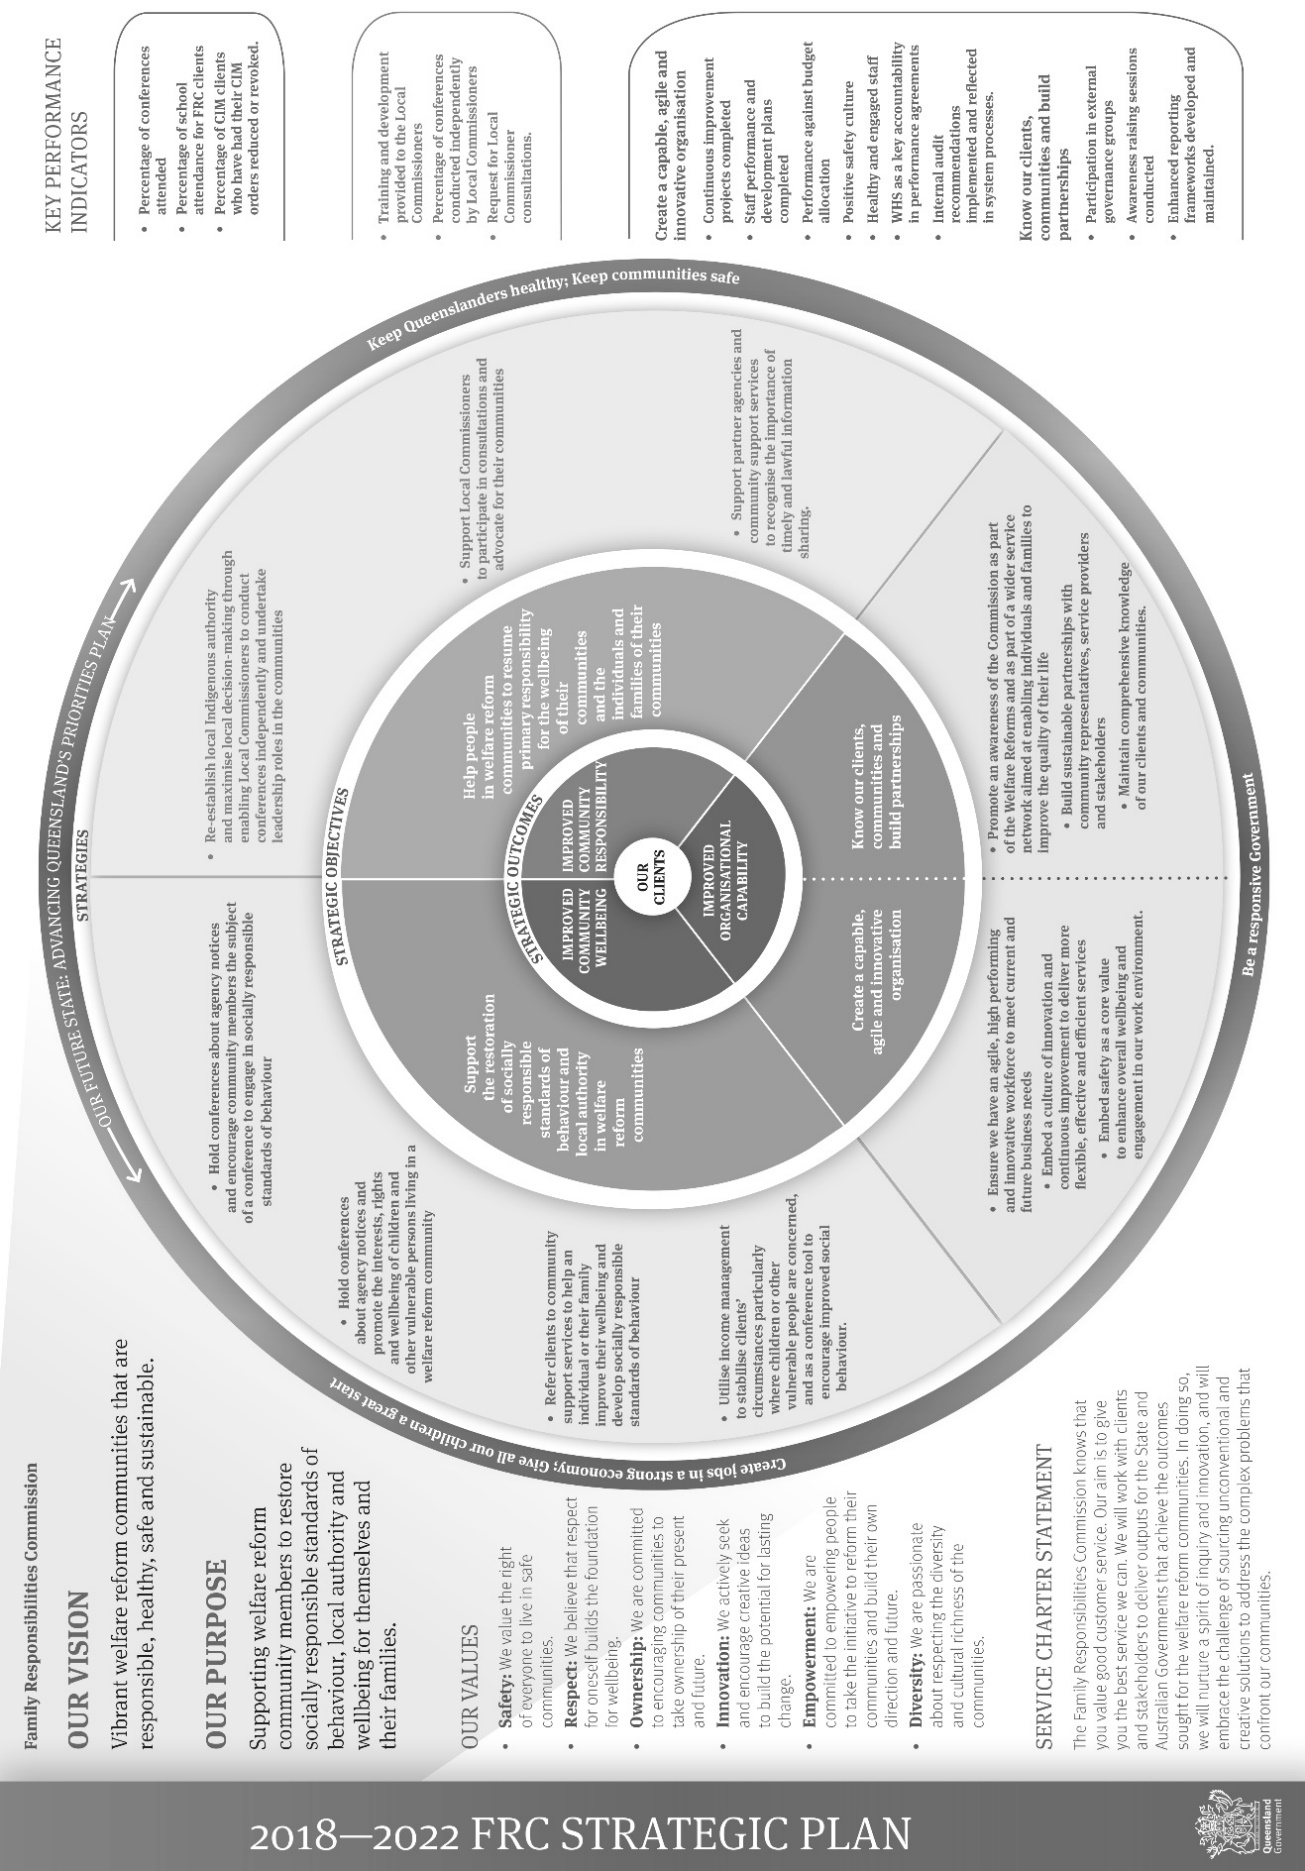 2018—2022 FRC STRATEGIC PLAN
Queensland
Government
Family Responsibilities Commission
OUR VISION
Vibrant welfare reform communities that are
responsible, healthy, safe and sustainable.
OUR PURPOSE
Supporting welfare reform
community members to restore
socially responsible standards of
behaviour, local authority and
wellbeing for themselves and
their families.
OUR VALUES
• Safety: We value the right
of everyone to live in safe
communities.
• Respect: We believe that respect
for oneself builds the foundation
for wellbeing.
• Ownership: We are committed
to encouraging communities to
take ownership of their present
and future.
• Innovation: We actively seek
and encourage creative ideas
to build the potential for lasting
change.
• Empowerment: We are
committed to empowering people
to take the initiative to reform their
communities and build their own
direction and future.
• Diversity: We are passionate
about respecting the diversity
and cultural richness of the
communities.
SERVICE CHARTER STATEMENT
The Family Responsibilities Commission knows that
you value good customer service. Our aim is to give
you the best service we can. We will work with clients
and stakeholders to deliver outputs for the State and
Australian Governments that achieve the outcomes
sought for the welfare reform communities. In doing so,
we will nurture a spirit of inquiry and innovation, and will
embrace the challenge of sourcing unconventional and
creative solutions to address the complex problems that
confront our communities.
OUR FUTURE STATE: ADVANCING QUEENSLAND'S PRIORITIES PLAN
Create jobs in a strong economy; Give all our children a great start
Keep Queenslanders healthy; Keep communities safe
Be a responsive Government
STRATEGIES
• Hold conferences about agency notices
and encourage community members the subject
of a conference to engage in socially responsible
standards of behaviour
• Hold conferences
about agency notices and
promote the interests, rights
and wellbeing of children and
other vulnerable persons living in a
welfare reform community
• Refer clients to community
support services to help an
individual or their family
improve their wellbeing and
develop socially responsible
standards of behaviour
• Utilise income management
to stabilise clients'
circumstances particularly
where children or other
vulnerable people are concerned,
and as a conference tool to
encourage improved social
behaviour.
• Re-establish local Indigenous authority
and maximise local decision-making through
enabling Local Commissioners to conduct
conferences independently and undertake
leadership roles in the communities
• Support Local Commissioners
to participate in consultations and
advocate for their communities
• Support partner agencies and
community support services
to recognise the importance of
timely and lawful information
sharing.
• Ensure we have an agile, high performing
and innovative workforce to meet current and
future business needs
• Embed a culture of innovation and
continuous improvement to deliver more
flexible, effective and efficient services
• Embed safety as a core value
to enhance overall wellbeing and
engagement in our work environment.
• Promote an awareness of the Commission as part
of the Welfare Reforms and as part of a wider service
network aimed at enabling individuals and families to
improve the quality of their life
• Build sustainable partnerships with
community representatives, service providers
and stakeholders
• Maintain comprehensive knowledge
of our clients and communities.
STRATEGIC OBJECTIVES
Support
the restoration
of socially
responsible
standards of
behaviour and
local authority
in welfare
reform
communities
Help people
in welfare reform
communities to resume
primary responsibility
for the wellbeing
of their
communities
and the
individuals and
families of their
communities
Create a capable,
agile and innovative
organisation
Know our clients,
communities and
build partnerships
STRATEGIC OUTCOMES
IMPROVED
COMMUNITY
WELLBEING
IMPROVED
COMMUNITY
RESPONSIBILITY
IMPROVED
ORGANISATIONAL
CAPABILITY
OUR
CLIENTS
KEY PERFORMANCE
INDICATORS
• Percentage of conferences
attended
• Percentage of school
attendance for FRC clients
• Percentage of CIM clients
who have had their CIM
orders reduced or revoked.
• Training and development
provided to the Local
Commissioners
• Percentage of conferences
conducted independently
by Local Commissioners
• Request for Local
Commissioner
consultations.
Create a capable, agile and
innovative organisation
• Continuous improvement
projects completed
• Staff performance and
development plans
completed
• Performance against budget
allocation
• Positive safety culture
• Healthy and engaged staff
• WHS as a key accountability
in performance agreements
• Internal audit
recommendations
implemented and reflected
in system processes.
Know our clients,
communities and build
partnerships
• Participation in external
governance groups
• Awareness raising sessions
conducted
• Enhanced reporting
frameworks developed and
maintained.